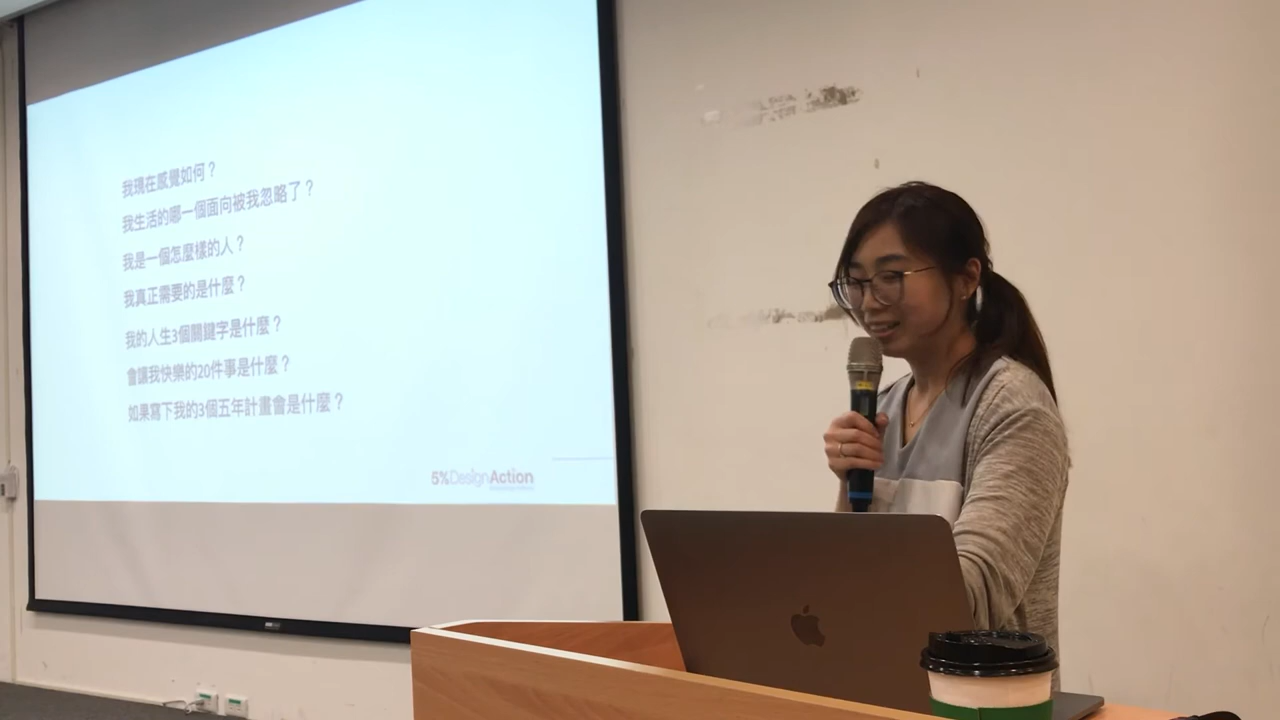 我現在感覺如何？
我生活的哪一個面向被我忽略了？
我是一個怎麼樣的人？
我真正需要的是什麼？
我的人生3個關鍵字是什麼？
會讓我快樂的20件事是什麼？
如果寫下我的3個五年計畫會是什麼？
5%DesignAction